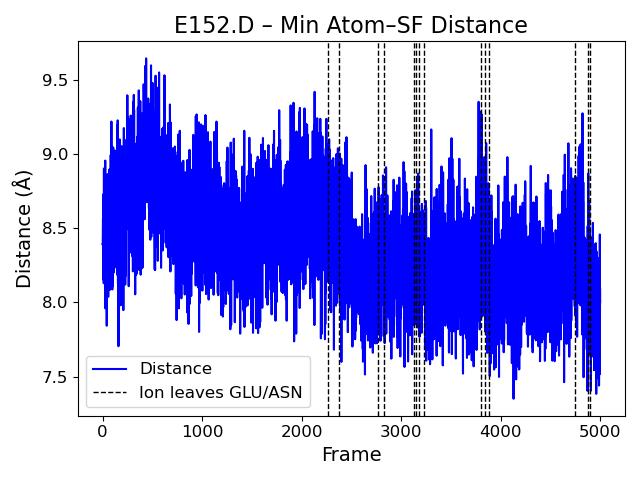 E152.D – Min Atom–SF Distance
Distance (Å)
9.5
9.0
8.5
8.0
7.5
Distance
Ion leaves GLU/ASN
0
1000
2000
3000
4000
5000
Frame